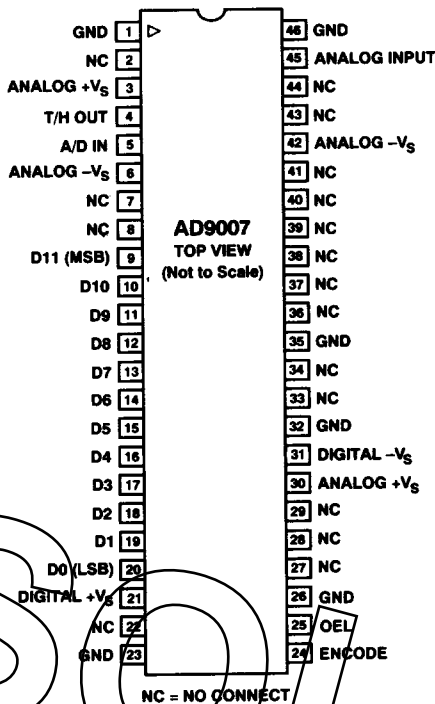 GND 1
NC 2
ANALOG +VS 3
T/H OUT 4
A/D IN 5
ANALOG –VS 6
NC 7
NC 8
D11 (MSB) 9
D10 10
D9 11
D8 12
D7 13
D6 14
D5 15
D4 16
D3 17
D2 18
D1 19
D0 (LSB) 20
DIGITAL +VS 21
NC 22
GND 23
AD9007
TOP VIEW
(Not to Scale)
46 GND
45 ANALOG INPUT
44 NC
43 NC
42 ANALOG –VS
41 NC
40 NC
39 NC
38 NC
37 NC
36 NC
35 GND
34 NC
33 NC
32 GND
31 DIGITAL –VS
30 ANALOG +VS
29 NC
28 NC
27 NC
26 GND
25 OEL
24 ENCODE
NC = NO CONNECT